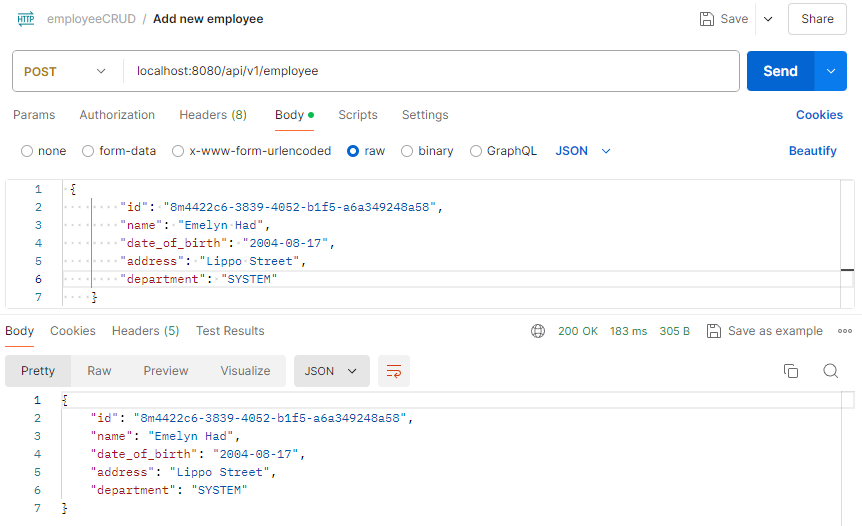 HTTP employeeCRUD / Add new employee Save Share
POST localhost:8080/api/v1/employee Send
Params Authorization Headers (8) Body Scripts Settings Cookies
none form-data x-www-form-urlencoded raw binary GraphQL JSON Beautify
1 {
2 "id": "8m4422c6-3839-4052-b1f5-a6a349248a58",
3 "name": "Emelyn Had",
4 "date_of_birth": "2004-08-17",
5 "address": "Lippo Street",
6 "department": "SYSTEM"
7 }
Body Cookies Headers (5) Test Results 200 OK 183 ms 305 B Save as example
Pretty Raw Preview Visualize JSON
1 {
2 "id": "8m4422c6-3839-4052-b1f5-a6a349248a58",
3 "name": "Emelyn Had",
4 "date_of_birth": "2004-08-17",
5 "address": "Lippo Street",
6 "department": "SYSTEM"
7 }